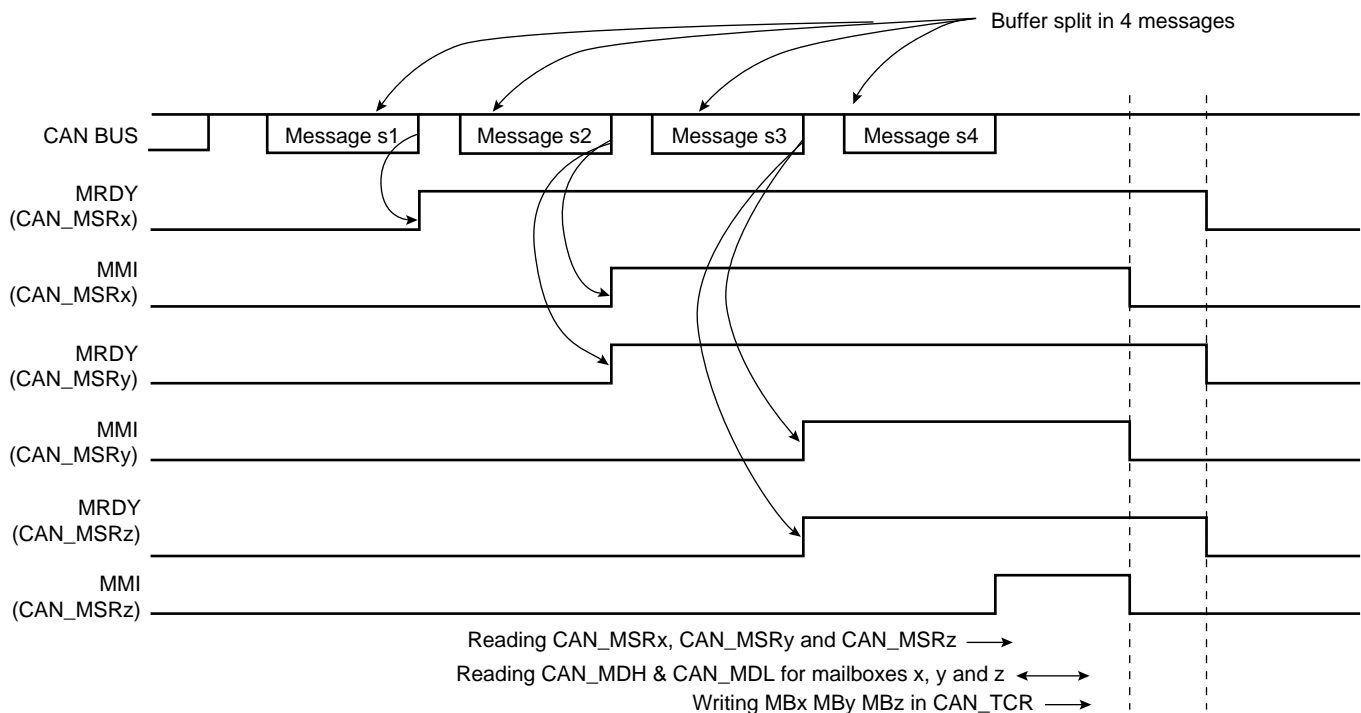 Buffer split in 4 messages
CAN BUS
Message s1
Message s2
Message s3
Message s4
MRDY
(CAN_MSRx)
MMI
(CAN_MSRx)
MRDY
(CAN_MSRy)
MMI
(CAN_MSRy)
MRDY
(CAN_MSRz)
MMI
(CAN_MSRz)
Reading CAN_MSRx, CAN_MSRy and CAN_MSRz
Reading CAN_MDH & CAN_MDL for mailboxes x, y and z
Writing MBx MBy MBz in CAN_TCR